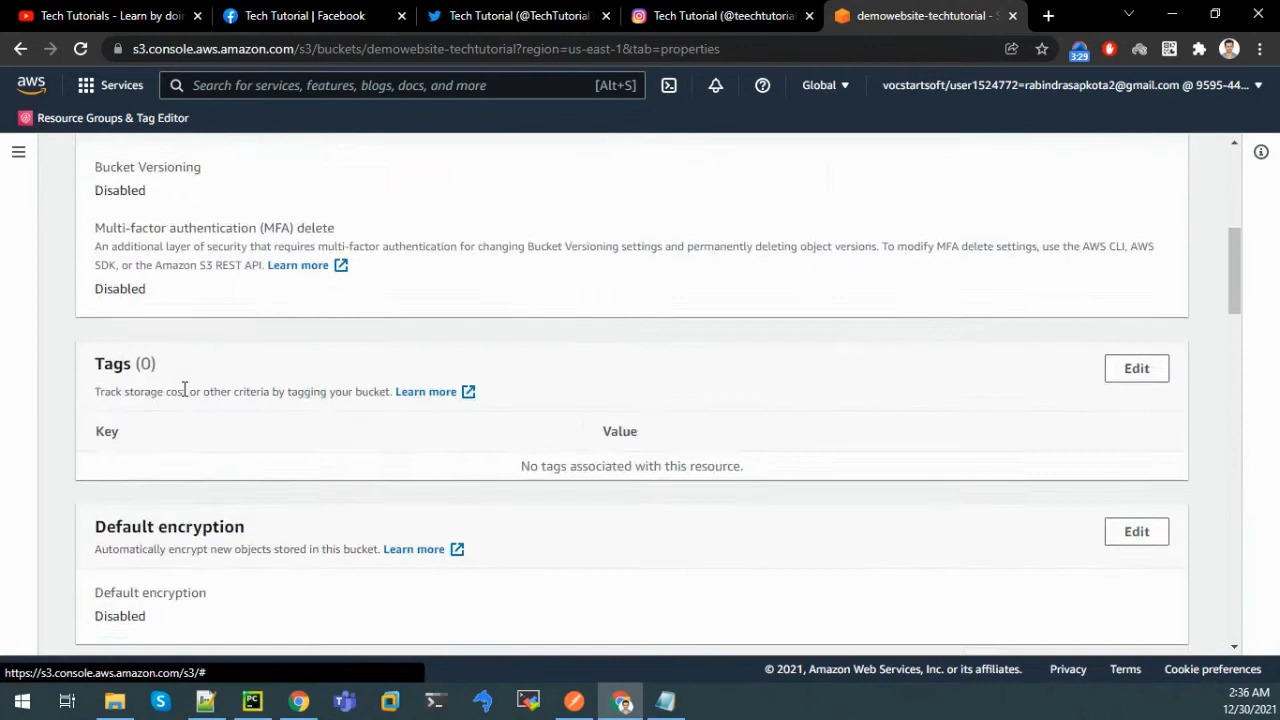 Tech Tutorials - Learn by doi
Tech Tutorial | Facebook
Tech Tutorial (@TechTutorial
Tech Tutorial (@teechtutorial
demowebsite-techtutorial - S
s3.console.aws.amazon.com/s3/buckets/demowebsite-techtutorial?region=us-east-1&tab=properties
3:29
aws
Services
Search for services, features, blogs, docs, and more
[Alt+S]
Global
vocstartsoft/user1524772=rabindrasapkota2@gmail.com @ 9595-44...
Resource Groups & Tag Editor
Bucket Versioning
Disabled
Multi-factor authentication (MFA) delete
An additional layer of security that requires multi-factor authentication for changing Bucket Versioning settings and permanently deleting object versions. To modify MFA delete settings, use the AWS CLI, AWS
SDK, or the Amazon S3 REST API. Learn more
Disabled
Tags (0)
Edit
Track storage cost or other criteria by tagging your bucket. Learn more
Key
Value
No tags associated with this resource.
Default encryption
Edit
Automatically encrypt new objects stored in this bucket. Learn more
Default encryption
Disabled
https://s3.console.aws.amazon.com/s3/#
© 2021, Amazon Web Services, Inc. or its affiliates.
Privacy
Terms
Cookie preferences
2:36 AM
12/30/2021